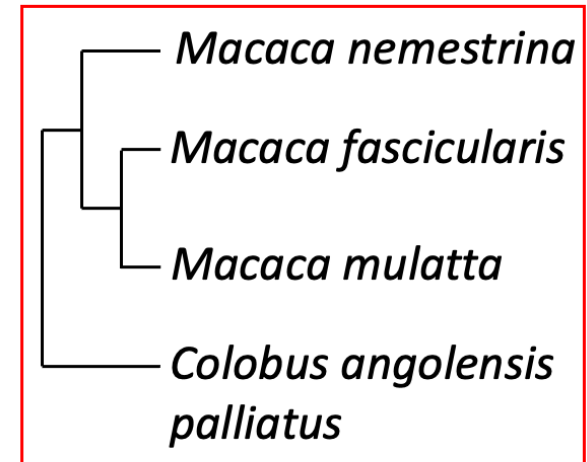 Macaca nemestrina
Macaca fascicularis
Macaca mulatta
Colobus angolensis
palliatus